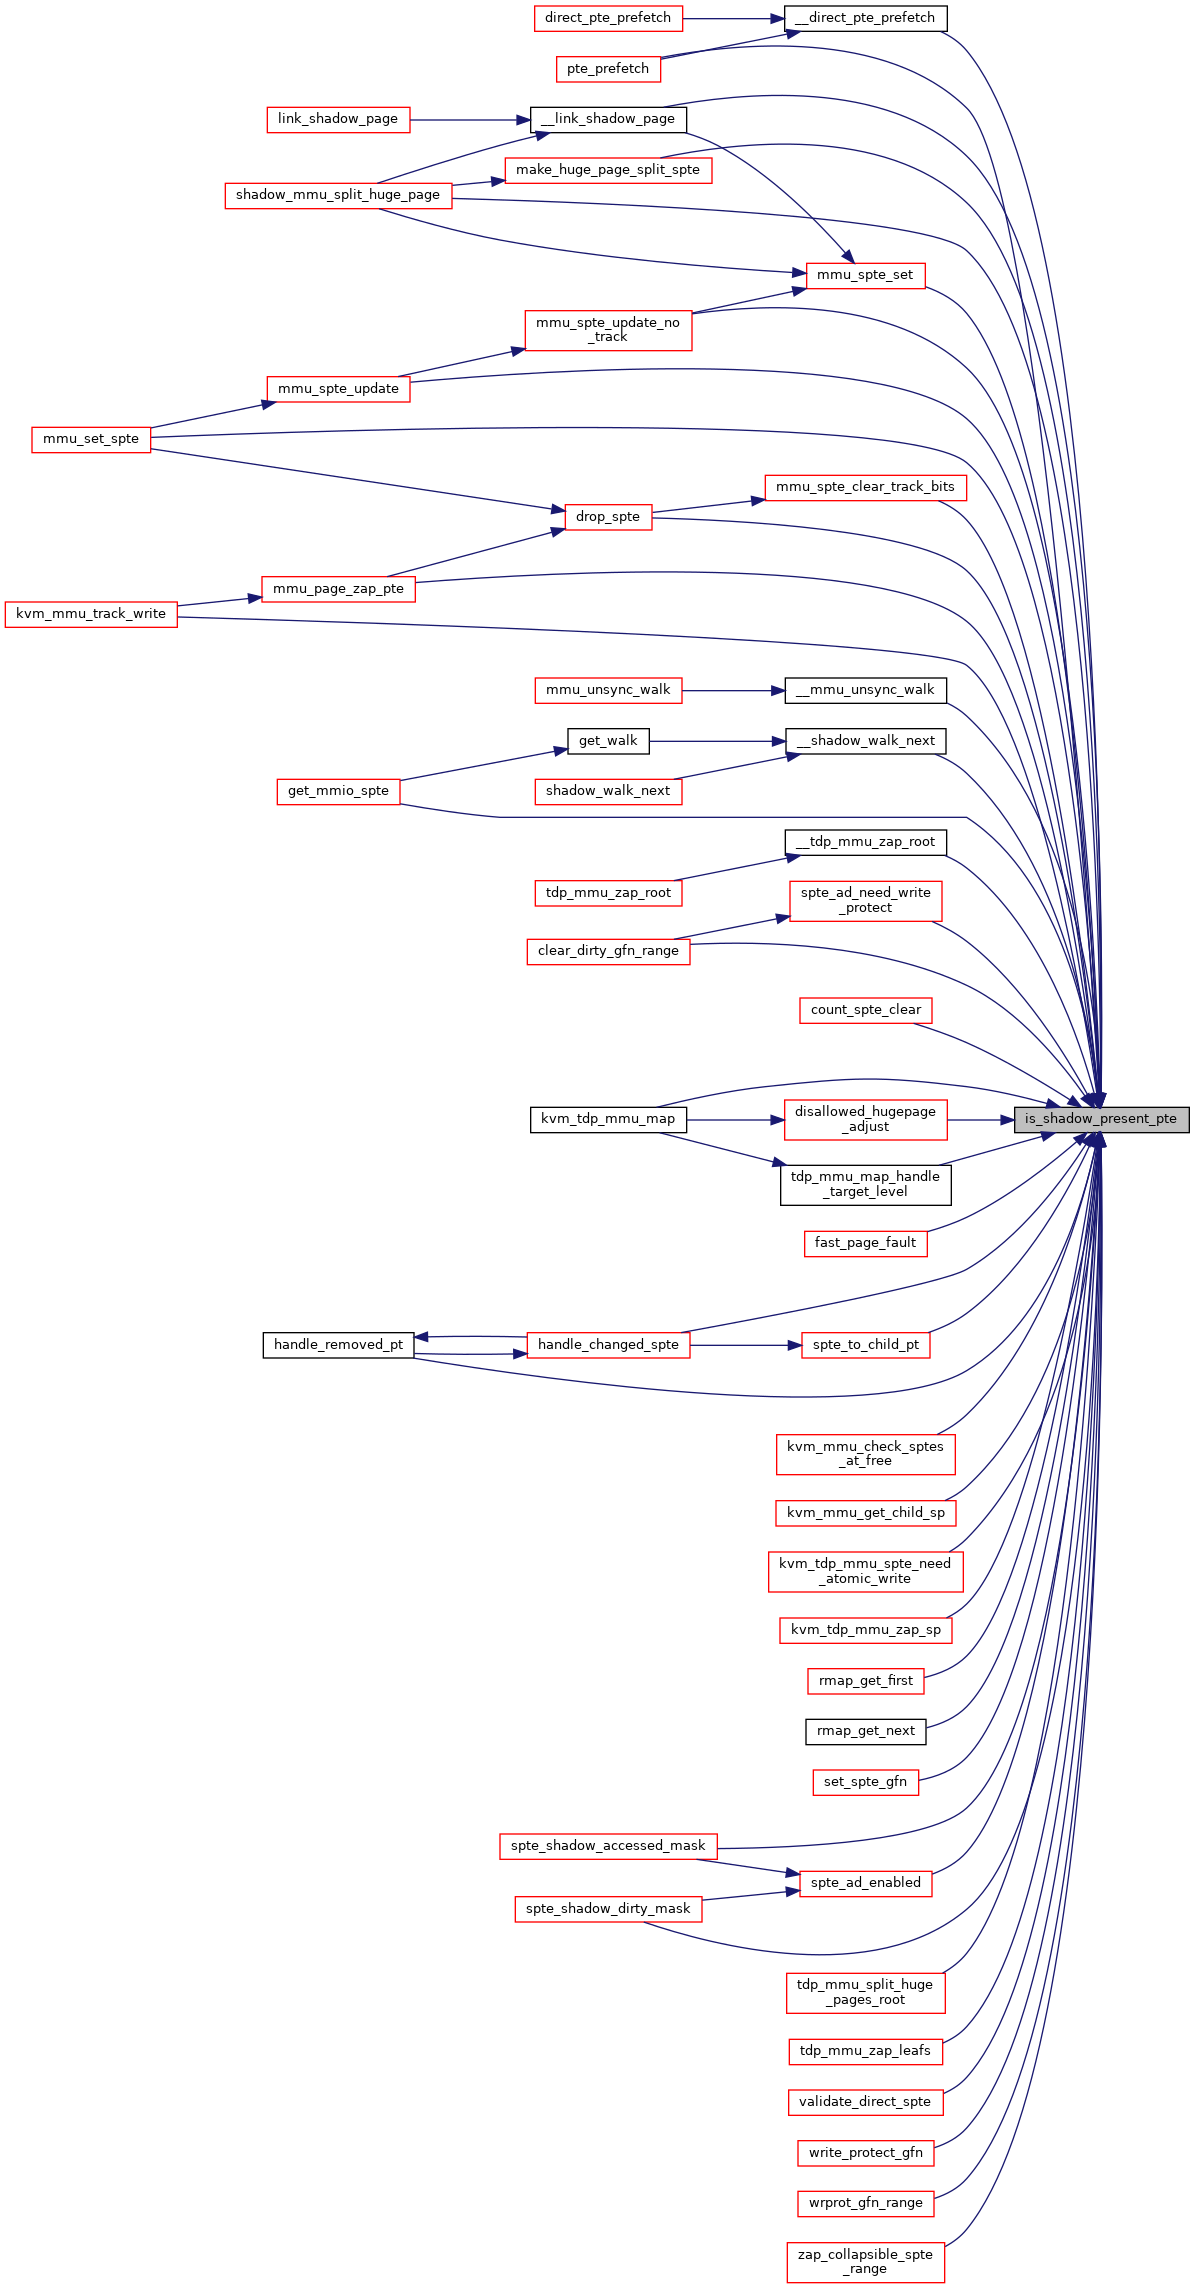 direct_pte_prefetch
__direct_pte_prefetch
pte_prefetch
link_shadow_page
__link_shadow_page
make_huge_page_split_spte
shadow_mmu_split_huge_page
mmu_spte_set
mmu_spte_update_no
_track
mmu_spte_update
mmu_set_spte
mmu_spte_clear_track_bits
drop_spte
mmu_page_zap_pte
kvm_mmu_track_write
mmu_unsync_walk
__mmu_unsync_walk
get_walk
__shadow_walk_next
get_mmio_spte
shadow_walk_next
__tdp_mmu_zap_root
tdp_mmu_zap_root
spte_ad_need_write
_protect
clear_dirty_gfn_range
count_spte_clear
kvm_tdp_mmu_map
disallowed_hugepage
_adjust
is_shadow_present_pte
tdp_mmu_map_handle
_target_level
fast_page_fault
handle_removed_pt
handle_changed_spte
spte_to_child_pt
kvm_mmu_check_sptes
_at_free
kvm_mmu_get_child_sp
kvm_tdp_mmu_spte_need
_atomic_write
kvm_tdp_mmu_zap_sp
rmap_get_first
rmap_get_next
set_spte_gfn
spte_shadow_accessed_mask
spte_ad_enabled
spte_shadow_dirty_mask
tdp_mmu_split_huge
_pages_root
tdp_mmu_zap_leafs
validate_direct_spte
write_protect_gfn
wrprot_gfn_range
zap_collapsible_spte
_range